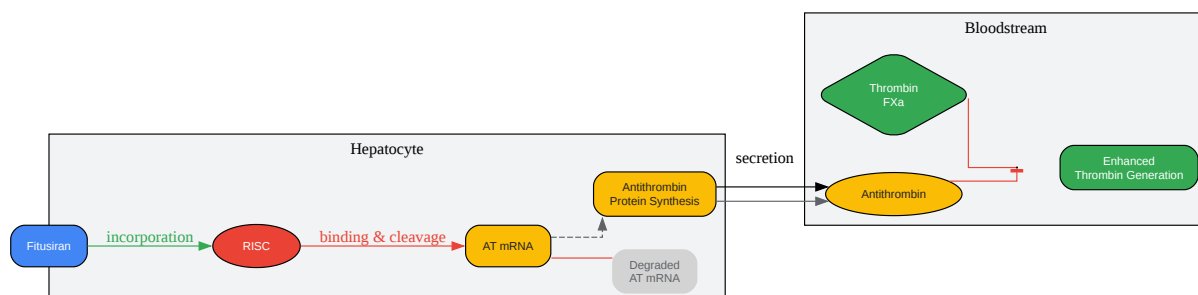 Bloodstream
Thrombin
FXa
Hepatocyte
secretion
Enhanced
Thrombin Generation
Antithrombin
Protein Synthesis
Antithrombin
Fitusiran
incorporation
RISC
binding & cleavage
AT mRNA
Degraded
AT mRNA